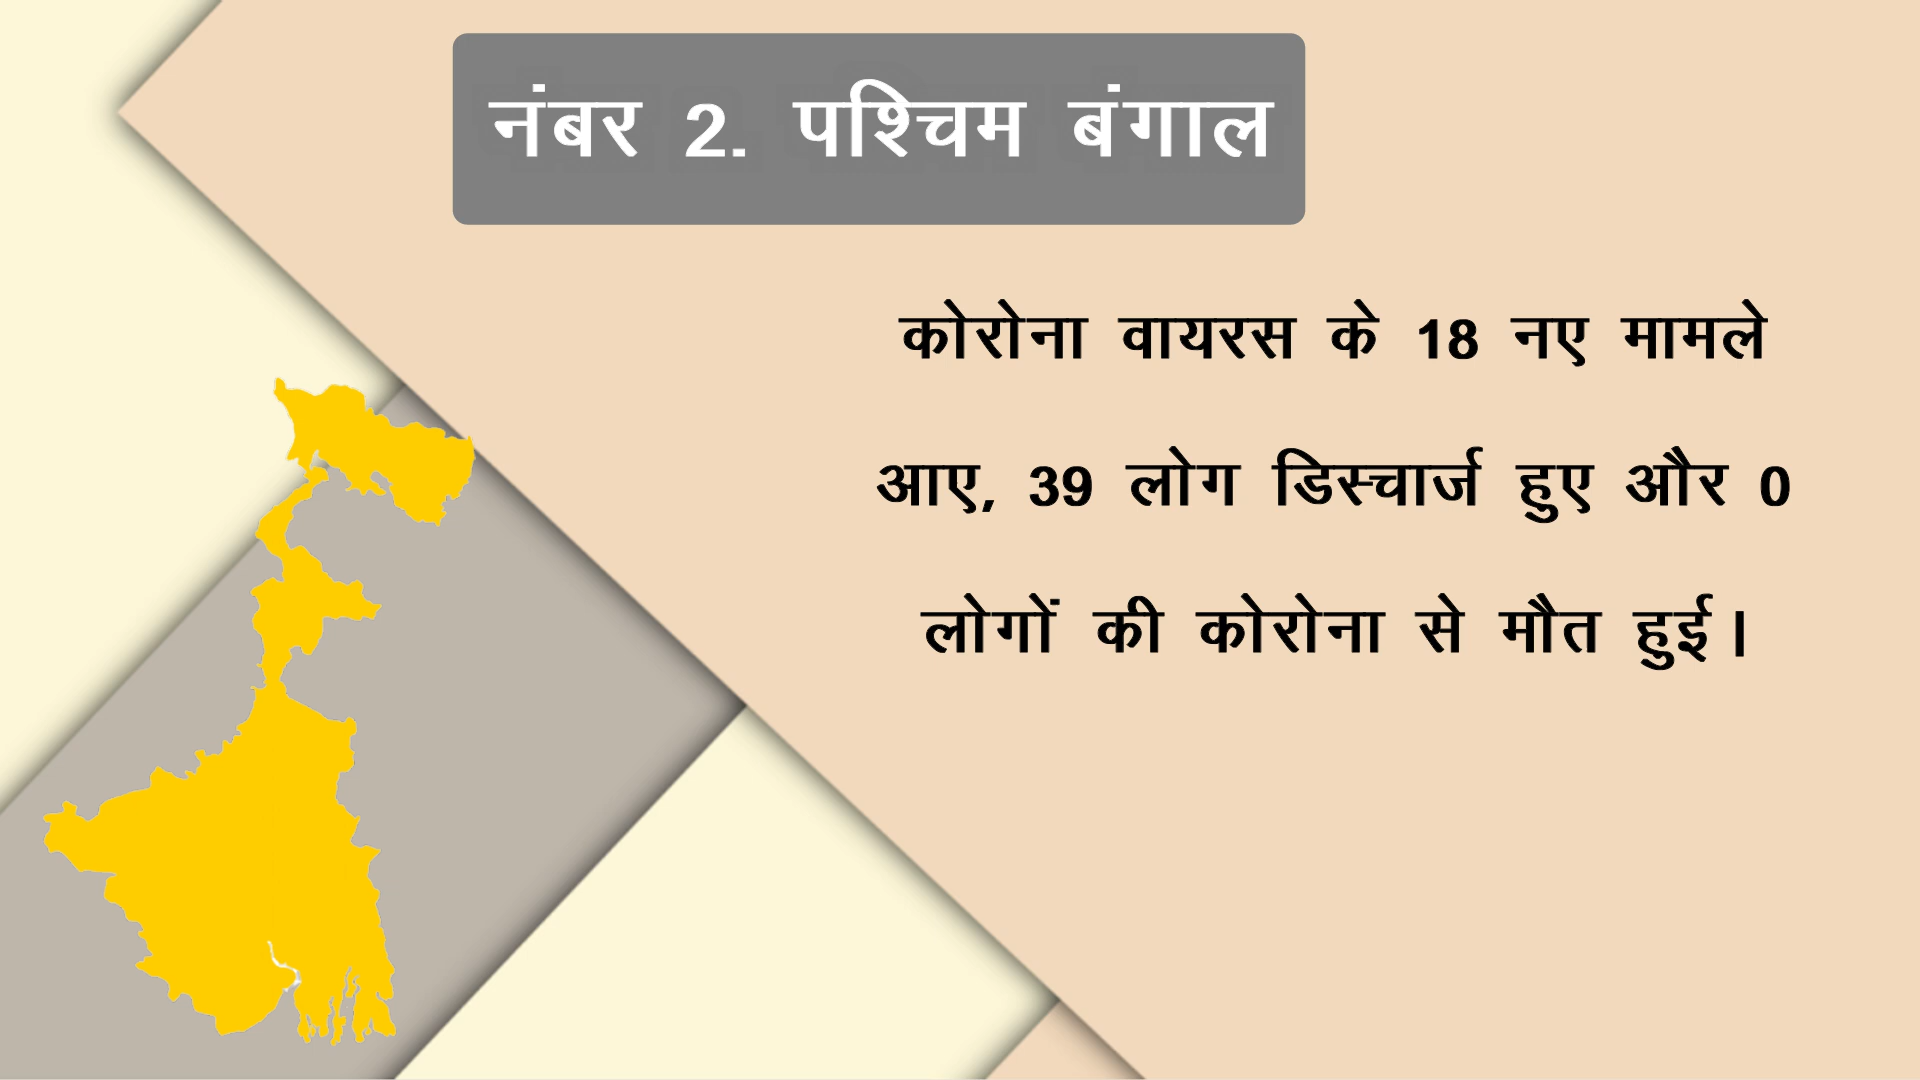 नंबर 2. पश्चिम बंगाल
कोरोना वायरस के 18 नए मामले
आए, 39 लोग डिस्चार्ज हुए और 0
लोगों की कोरोना से मौत हुई।